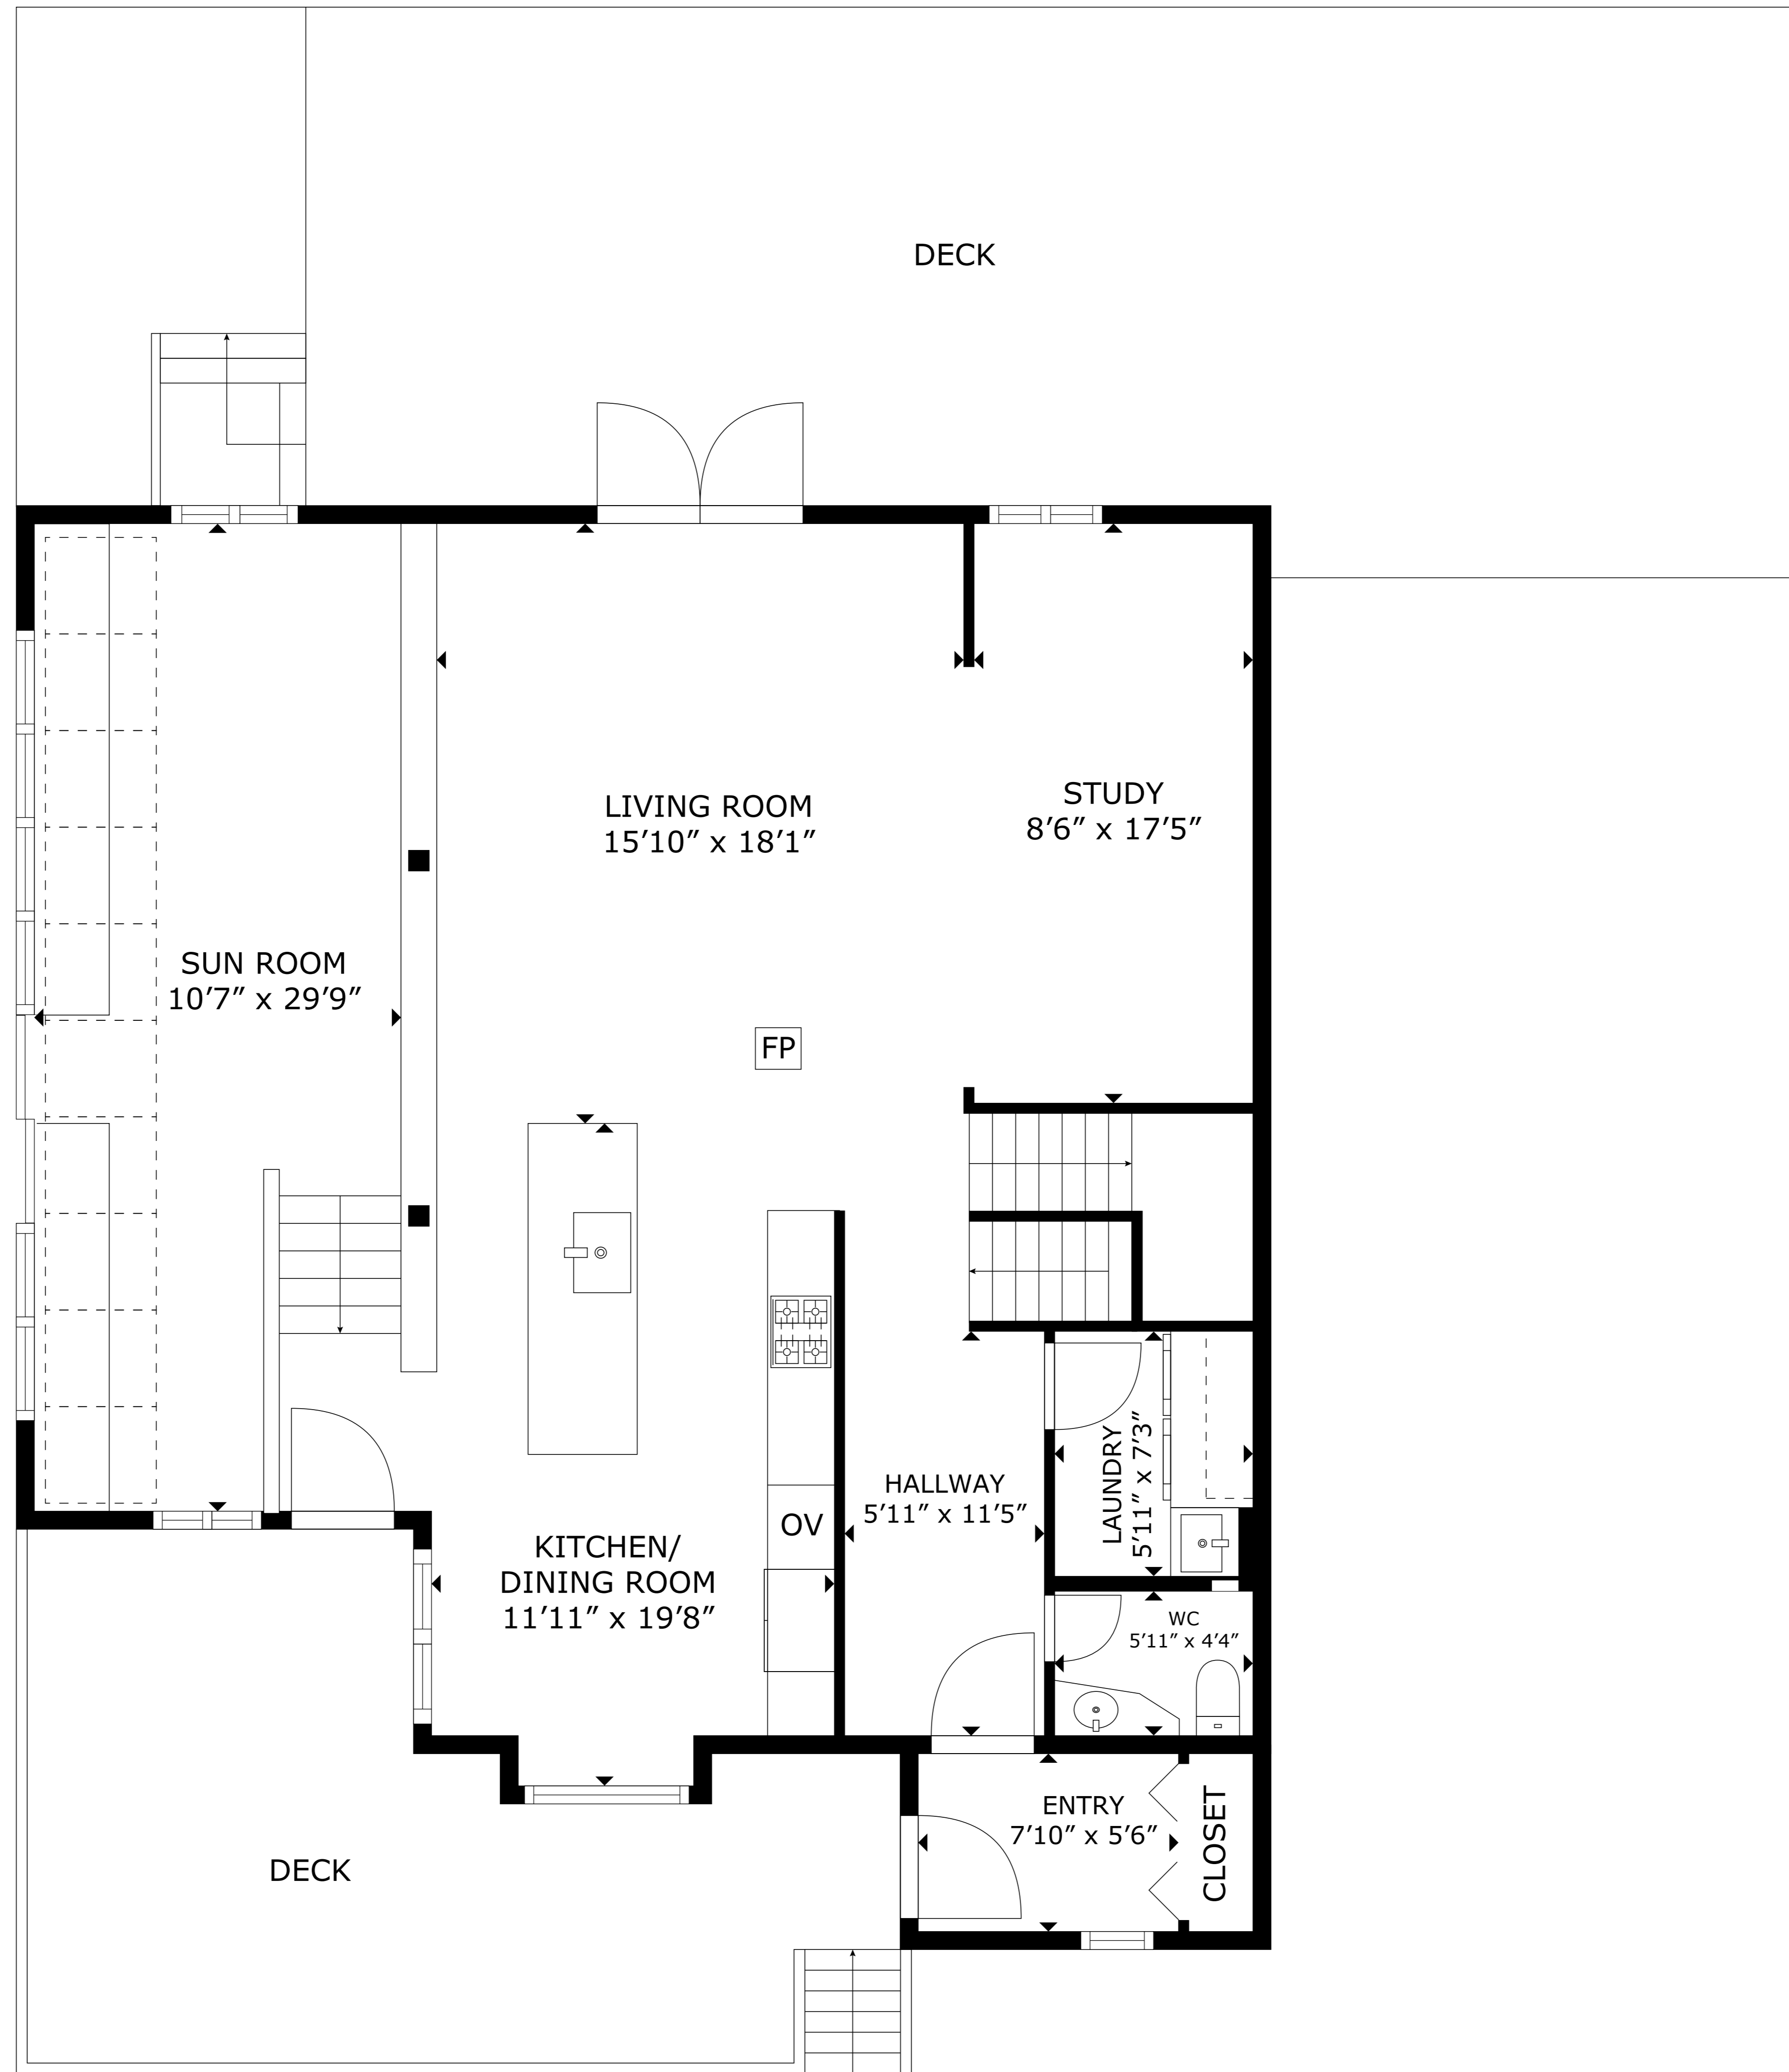 DECK
LIVING ROOM
15’10” x 18’1”
STUDY
8’6” x 17’5”
SUN ROOM
10’7” x 29’9”
FP
LAUNDRY
5’11” x 7’3”
HALLWAY
5’11” x 11’5”
OV
KITCHEN/
DINING ROOM
11’11” x 19’8”
WC
5’11” x 4’4”
ENTRY
7’10” x 5’6”
CLOSET
DECK